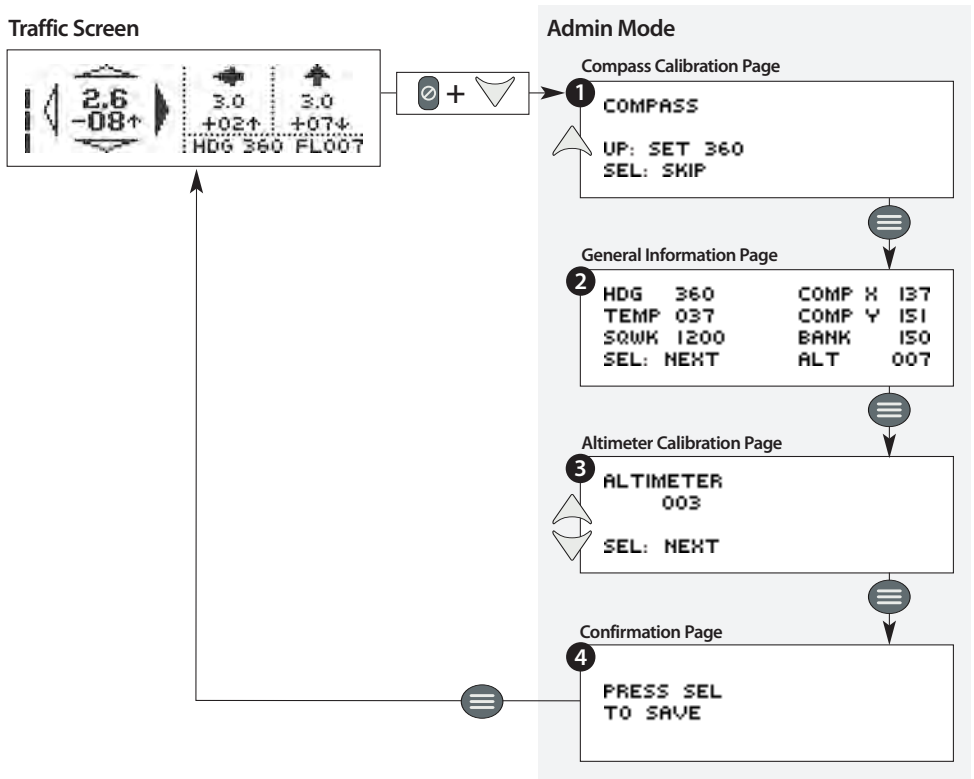 Traffic Screen
2.6
-08↑
3.0
+02↑
3.0
+07↓
HDG 360 FL007
+
Admin Mode
Compass Calibration Page
1
COMPASS
UP: SET 360
SEL: SKIP
General Information Page
2
HDG 360 COMP X 137
TEMP 037 COMP Y 151
SQWK 1200 BANK 150
SEL: NEXT ALT 007
Altimeter Calibration Page
3
ALTIMETER
003
SEL: NEXT
Confirmation Page
4
PRESS SEL
TO SAVE